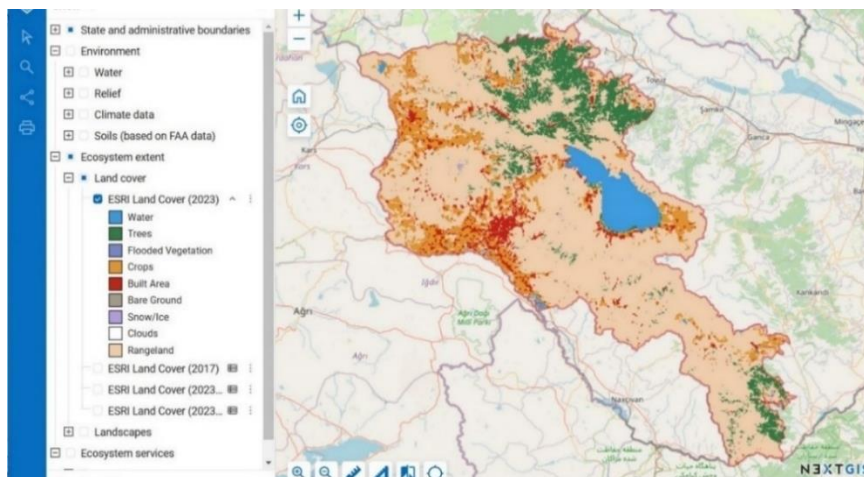 State and administrative boundaries
Environment
Water
Relief
Climate data
Soils (based on FAA data)
Ecosystem extent
Land cover
ESRI Land Cover (2023)
Water
Trees
Flooded Vegetation
Crops
Built Area
Bare Ground
Snow/Ice
Clouds
Rangeland
ESRI Land Cover (2017)
ESRI Land Cover (2023...
ESRI Land Cover (2023...
Landscapes
Ecosystem services
Tovuz
Şəmkir
Gəncə
Kars
Kars
Iğdır
Ağrı
Ağrı
Ağrı Dağı
Milli Parkı
Xankəndi
Naxçıvan
NEXTGIS